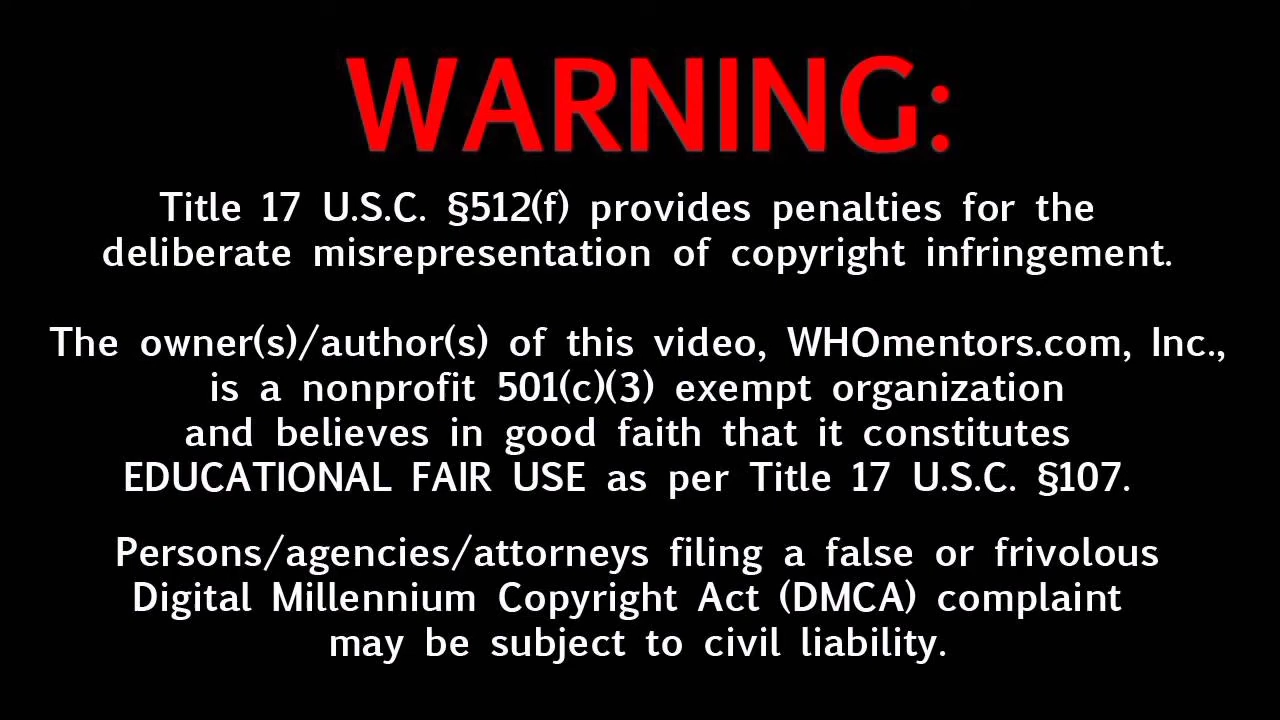 WARNING:
Title 17 U.S.C. §512(f) provides penalties for the
deliberate misrepresentation of copyright infringement.
The owner(s)/author(s) of this video, WHOmentors.com, Inc.,
is a nonprofit 501(c)(3) exempt organization
and believes in good faith that it constitutes
EDUCATIONAL FAIR USE as per Title 17 U.S.C. §107.
Persons/agencies/attorneys filing a false or frivolous
Digital Millennium Copyright Act (DMCA) complaint
may be subject to civil liability.